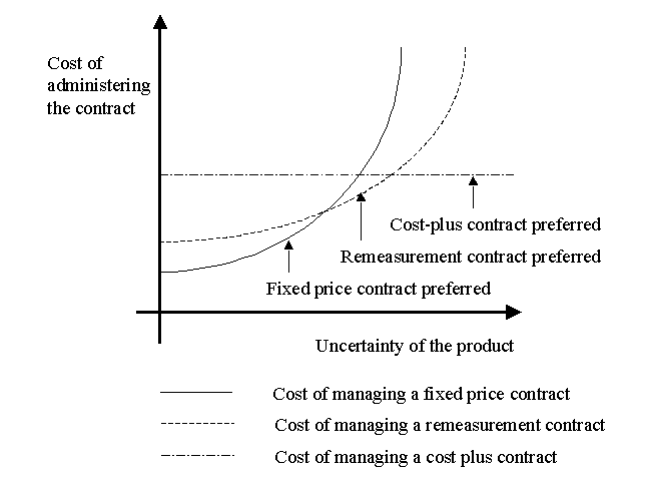 Cost of
administering
the contract
Cost-plus contract preferred
Remeasurement contract preferred
Fixed price contract preferred
Uncertainty of the product
Cost of managing a fixed price contract
Cost of managing a remeasurement contract
Cost of managing a cost plus contract